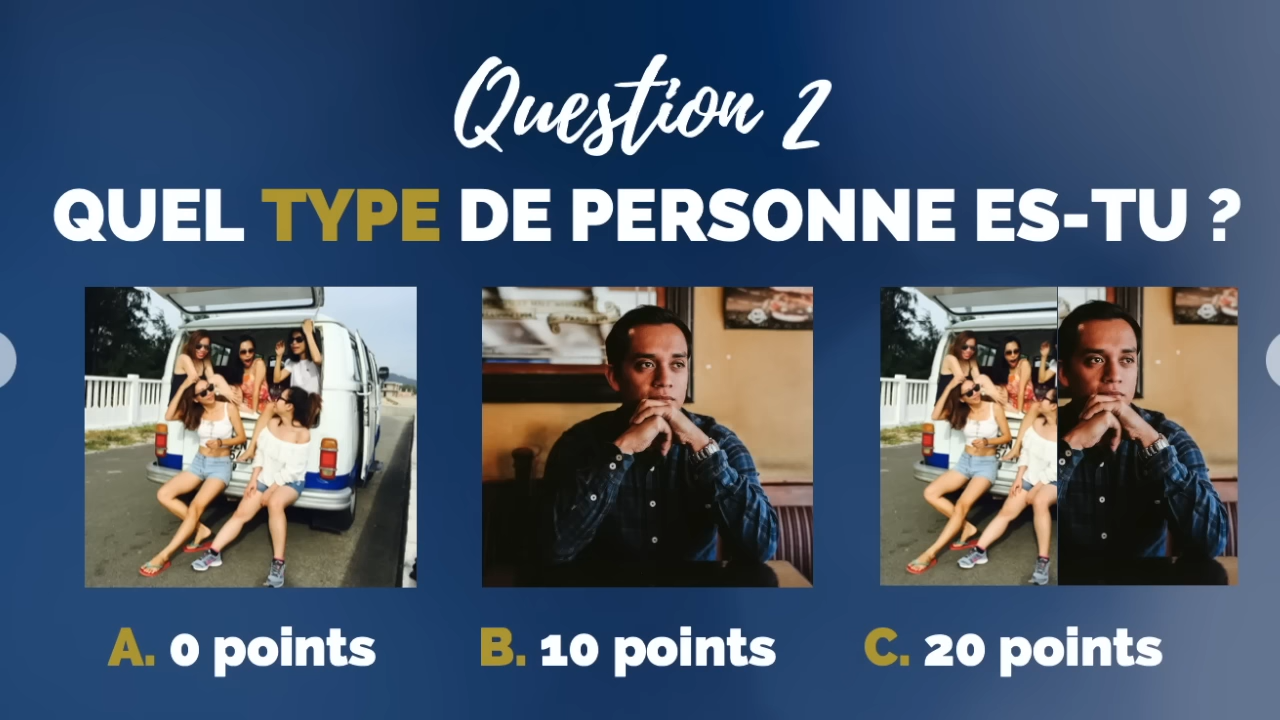 Question 2
QUEL TYPE DE PERSONNE ES-TU ?
A. 0 points
B. 10 points
C. 20 points